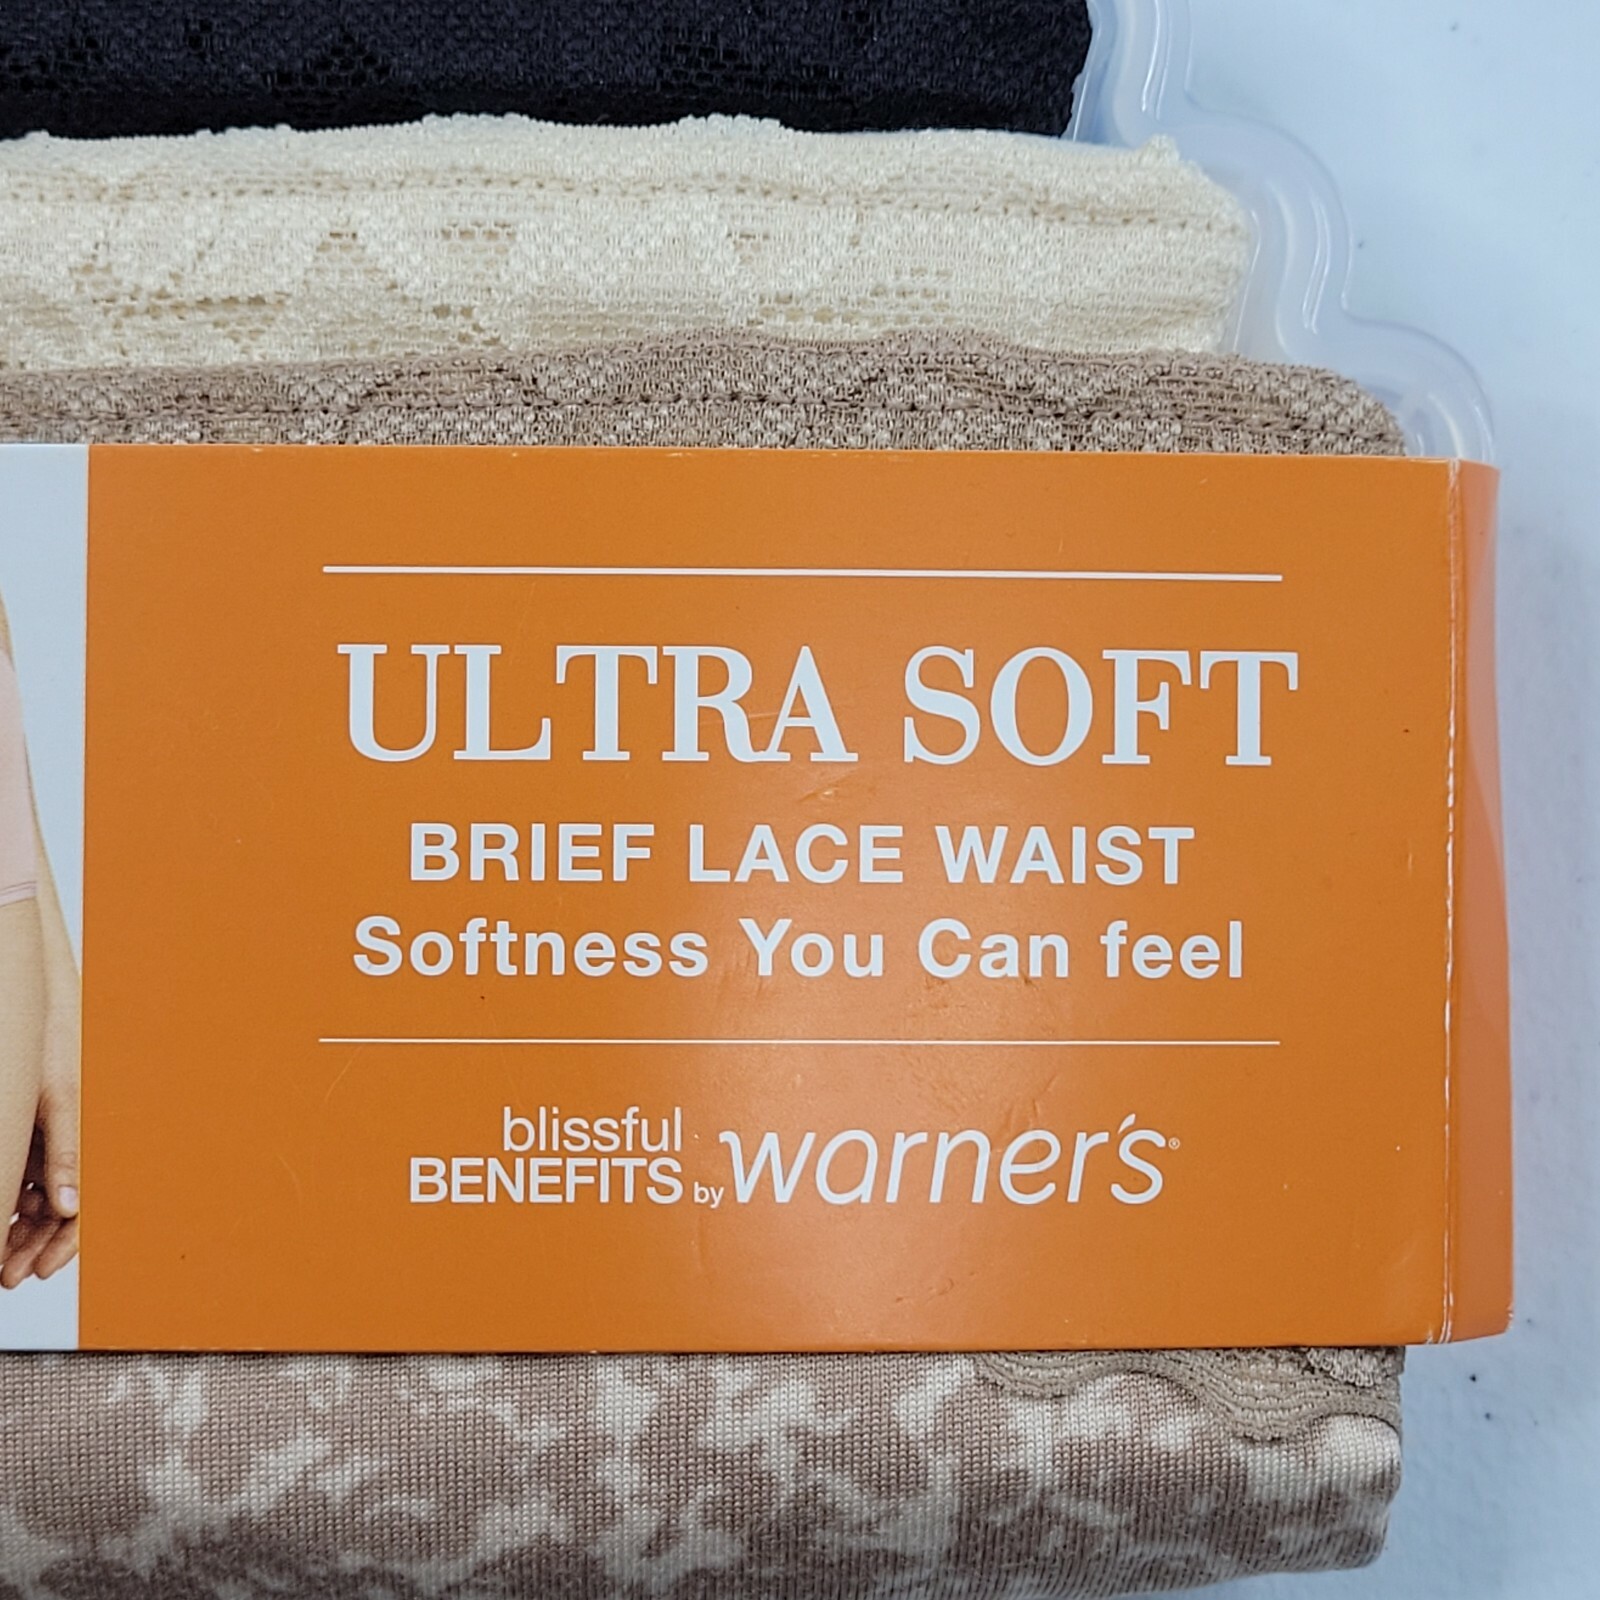 ULTRA SOFT
BRIEF LACE WAIST
Softness You Can feel
blissful
BENEFITS by warner's®